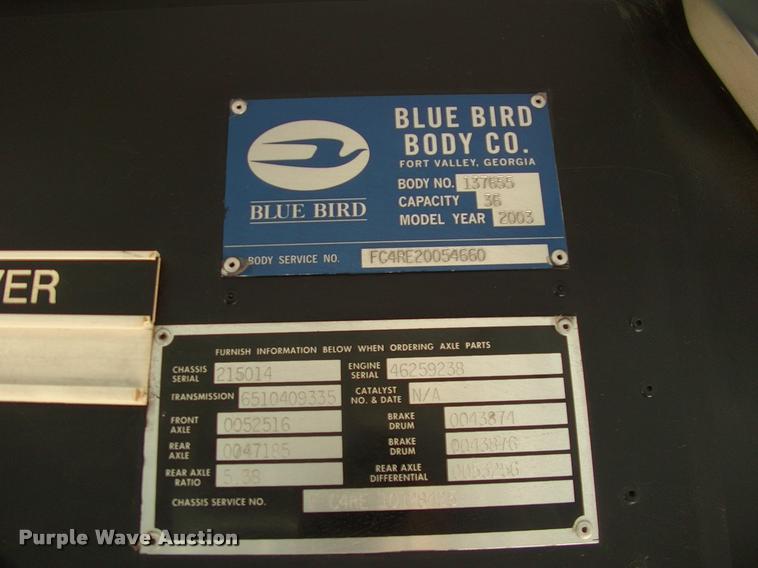 BLUE BIRD
BODY CO.
FORT VALLEY, GEORGIA
BLUE BIRD
BODY NO. 137655
CAPACITY 36
MODEL YEAR 2003
BODY SERVICE NO. FC4RE20054660
VER
FURNISH INFORMATION BELOW WHEN ORDERING AXLE PARTS
CHASSIS SERIAL 215014 ENGINE SERIAL 46259238
TRANSMISSION 6510409335 CATALYST NO. & DATE N/A
FRONT AXLE 0052516 BRAKE DRUM 0043874
REAR AXLE 0047185 BRAKE DRUM 0043876
REAR AXLE RATIO 5.38 REAR AXLE DIFFERENTIAL
CHASSIS SERVICE NO.
Purple Wave Auction